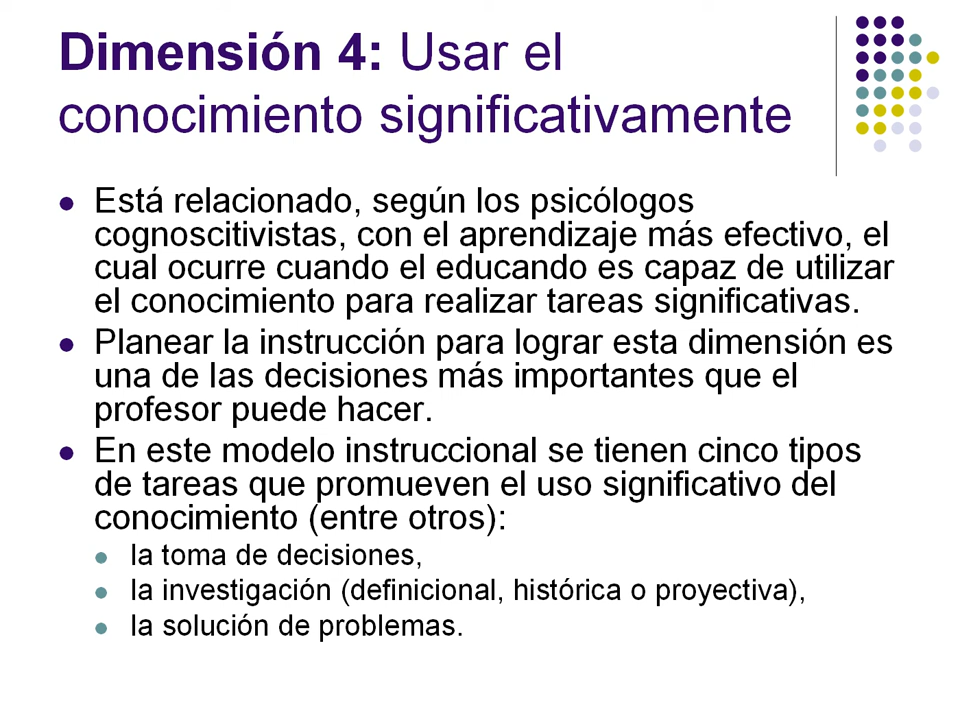 Dimensión 4: Usar el
conocimiento significativamente
Está relacionado, según los psicólogos
cognoscitivistas, con el aprendizaje más efectivo, el
cual ocurre cuando el educando es capaz de utilizar
el conocimiento para realizar tareas significativas.
Planear la instrucción para lograr esta dimensión es
una de las decisiones más importantes que el
profesor puede hacer.
En este modelo instruccional se tienen cinco tipos
de tareas que promueven el uso significativo del
conocimiento (entre otros):
la toma de decisiones,
la investigación (definicional, histórica o proyectiva),
la solución de problemas.